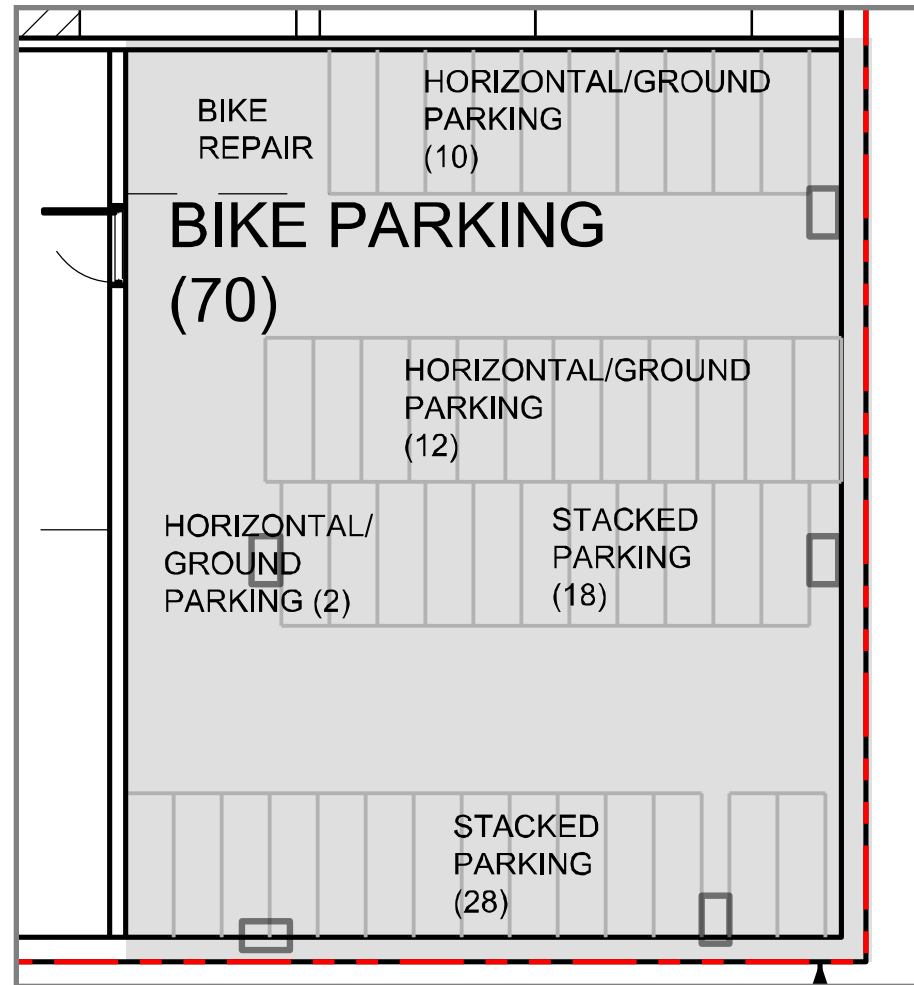 HORIZONTAL/GROUND
PARKING
(10)
BIKE
REPAIR
BIKE PARKING
(70)
HORIZONTAL/GROUND
PARKING
(12)
HORIZONTAL/
GROUND
PARKING (2)
STACKED
PARKING
(18)
STACKED
PARKING
(28)